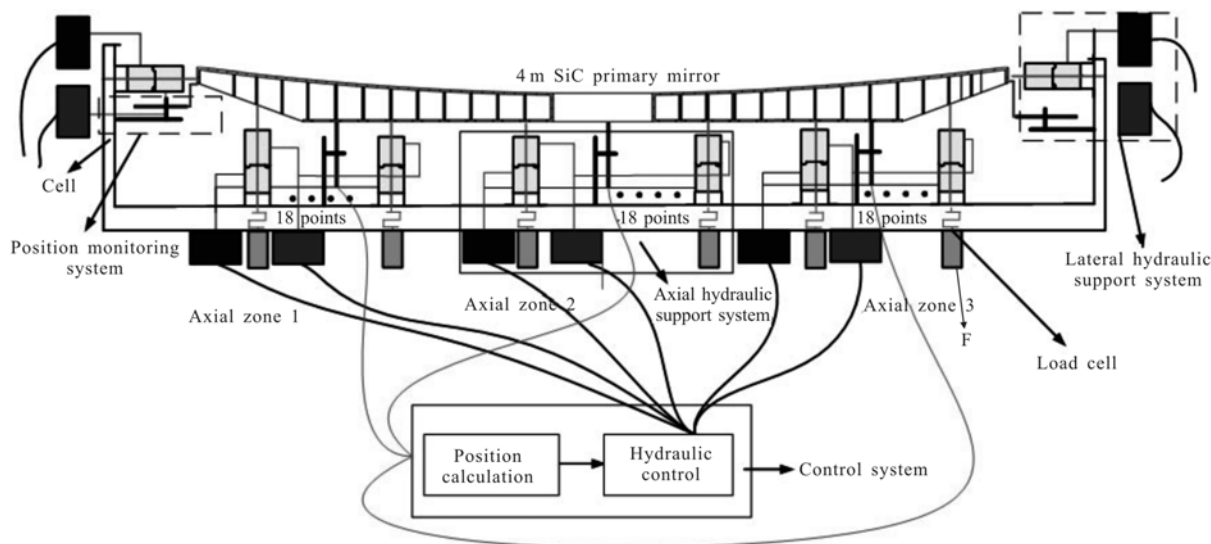 4 m SiC primary mirror
Cell
18 points
18 points
18 points
Position monitoring
system
Lateral hydraulic
support system
Axial zone 1
Axial zone 2
Axial hydraulic
support system
Axial zone 3
F
Load cell
Position
calculation
Hydraulic
control
Control system